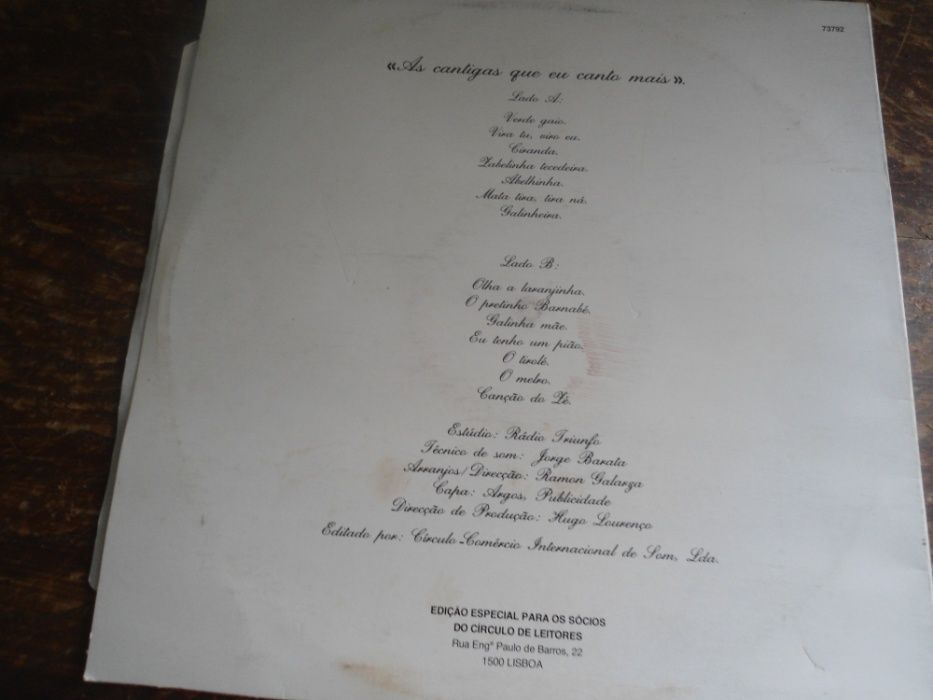 73792
«As cantigas que eu canto mais».
Lado A:
Verde gaio.
Vira tu, viro eu.
Ciranda.
Zabelinha tecedeira.
Abelhinha.
Mata tira, tira ná.
Galinheira.
Lado B:
Olha a laranjinha.
O pretinho Barnabé.
Galinha mãe.
Eu tenho um pião.
O tirolé.
O melro.
Canção do Zé.
Estúdio: Rádio Triunfo
Técnico de som: Jorge Barata
Arranjos/Direcção: Ramon Galarza
Capa: Argos, Publicidade
Direcção de Produção: Hugo Lourenço
Editado por: Círculo-Comércio Internacional de Som, Lda.
EDIÇÃO ESPECIAL PARA OS SÓCIOS
DO CÍRCULO DE LEITORES
Rua Engº Paulo de Barros, 22
1500 LISBOA